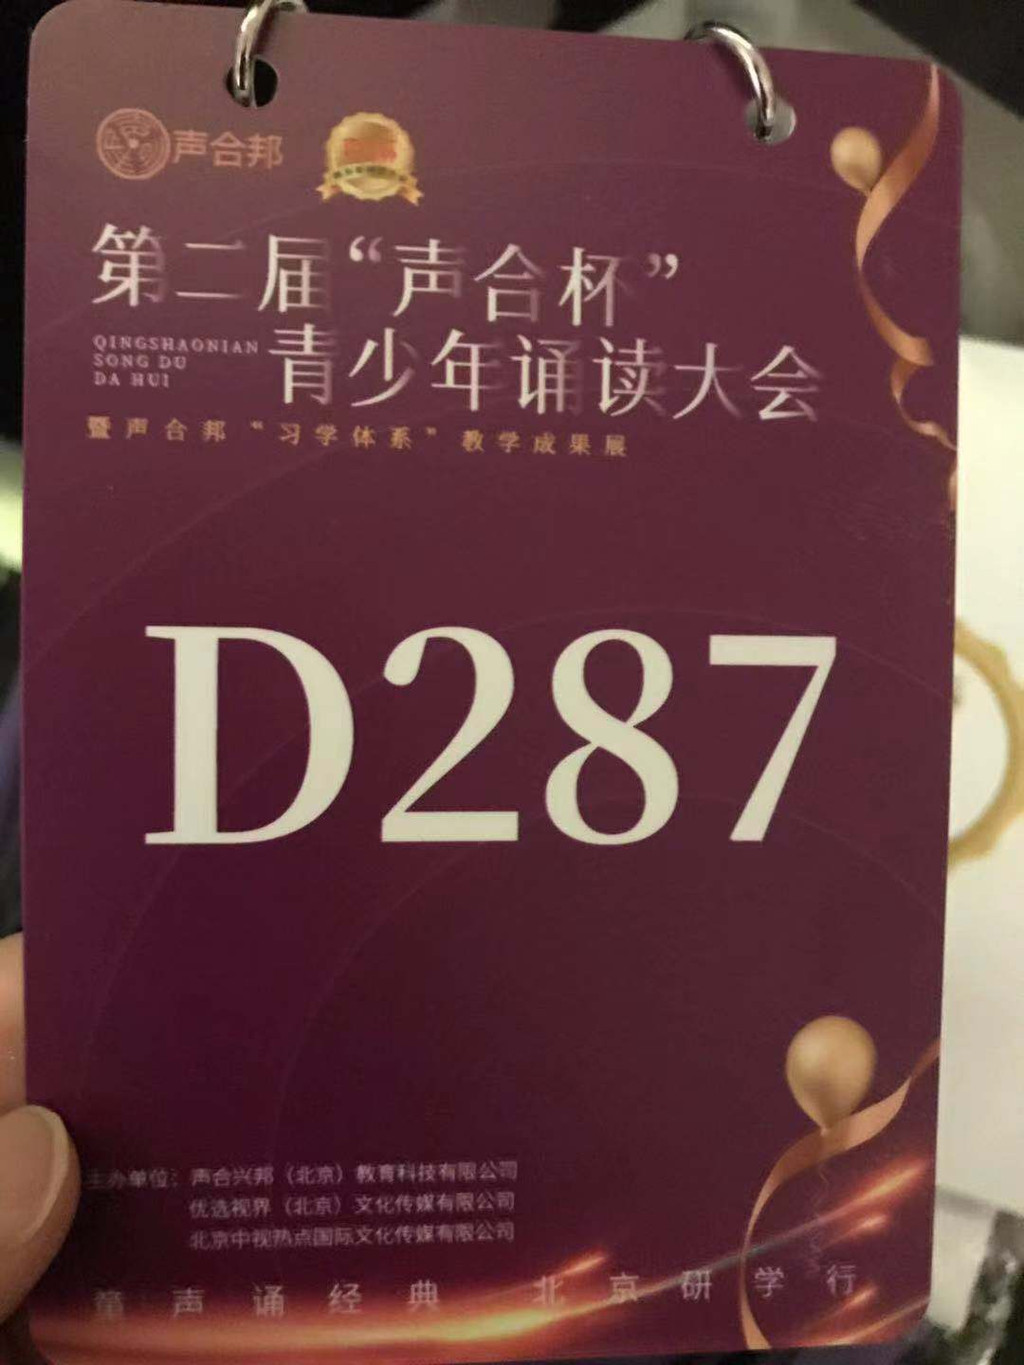 声合邦
第二届“声合杯”
QINGSHAONIAN
SONG DU
DA HUI
青少年诵读大会
暨声合邦“习学体系”教学成果展
D287
主办单位：声合兴邦（北京）教育科技有限公司
优选视界（北京）文化传媒有限公司
北京中视热点国际文化传媒有限公司
童声诵经典 北京研学行